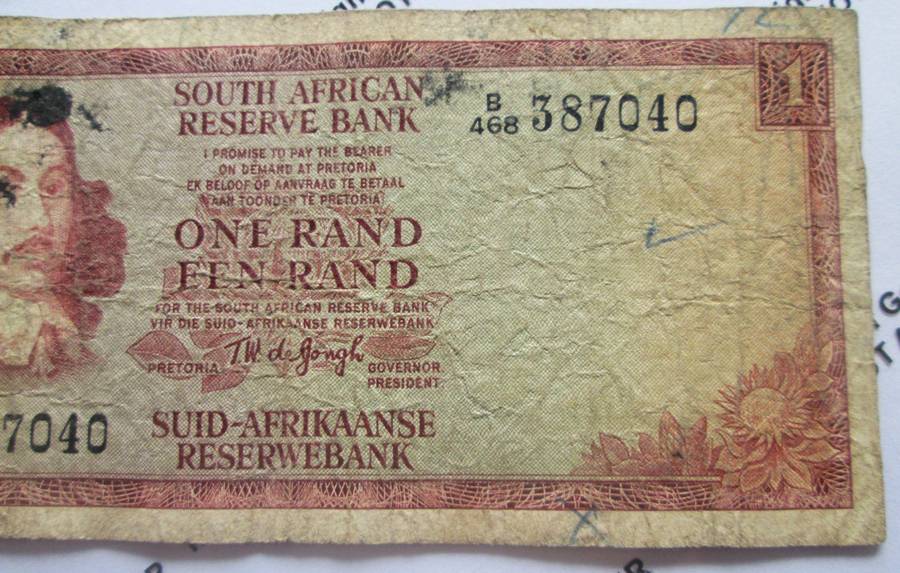 1
SOUTH AFRICAN
RESERVE BANK
B
468 387040
I PROMISE TO PAY THE BEARER
ON DEMAND AT PRETORIA
EK BELOOF OP AANVRAAG TE BETAAL
AAN TOONDER TE PRETORIA
ONE RAND
EEN RAND
FOR THE SOUTH AFRICAN RESERVE BANK
VIR DIE SUID-AFRIKAANSE RESERWEBANK
T.W. de Jongh
PRETORIA GOVERNOR
PRESIDENT
7040
SUID-AFRIKAANSE
RESERWEBANK